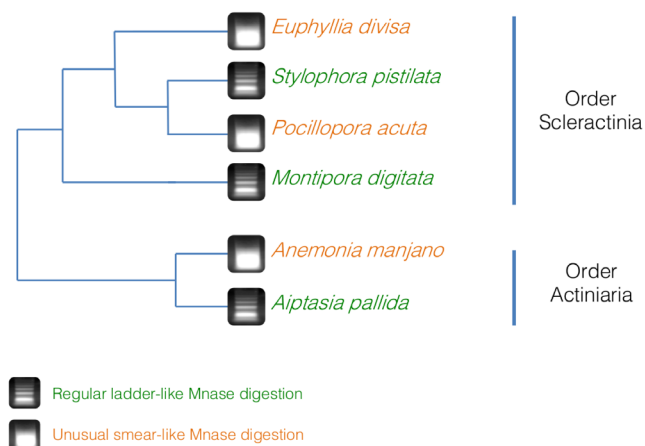 Euphyllia divisa
Stylophora pistilata
Pocillopora acuta
Montipora digitata
Order
Scleractinia
Anemonia manjano
Aiptasia pallida
Order
Actiniaria
Regular ladder-like Mnase digestion
Unusual smear-like Mnase digestion